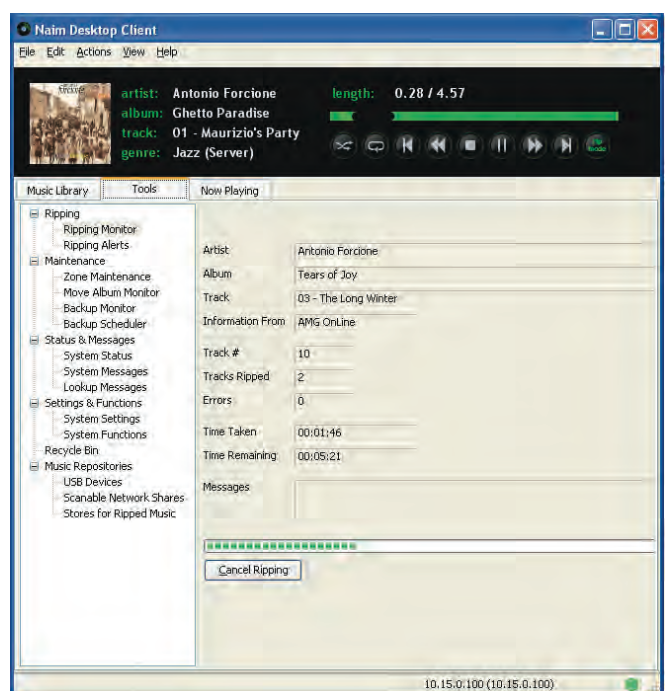 Naim Desktop Client
File Edit Actions View Help
artist: Antonio Forcione
album: Ghetto Paradise
track: 01 - Maurizio's Party
genre: Jazz (Server)
length: 0.28 / 4.57
Music Library Tools Now Playing
Ripping
Ripping Monitor
Ripping Alerts
Maintenance
Zone Maintenance
Move Album Monitor
Backup Monitor
Backup Scheduler
Status & Messages
System Status
System Messages
Lookup Messages
Settings & Functions
System Settings
System Functions
Recycle Bin
Music Repositories
USB Devices
Scanable Network Shares
Stores for Ripped Music
Artist Antonio Forcione
Album Tears of Joy
Track 03 - The Long Winter
Information From AMG OnLine
Track # 10
Tracks Ripped 2
Errors 0
Time Taken 00:01:46
Time Remaining 00:05:21
Messages
Cancel Ripping
10.15.0.100 (10.15.0.100)